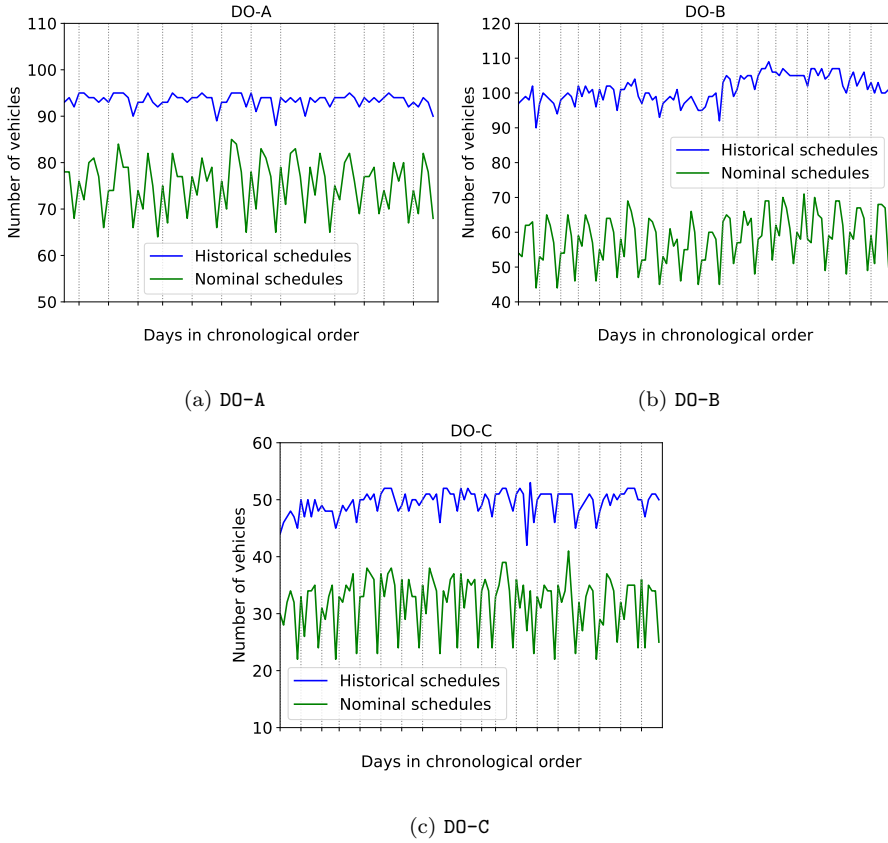 DO-A
110
100
90
80
70
60
50
Number of vehicles
Historical schedules
Nominal schedules
Days in chronological order
(a) DO-A
DO-B
120
110
100
90
80
70
60
50
40
Number of vehicles
Historical schedules
Nominal schedules
Days in chronological order
(b) DO-B
DO-C
60
50
40
30
20
10
Number of vehicles
Historical schedules
Nominal schedules
Days in chronological order
(c) DO-C